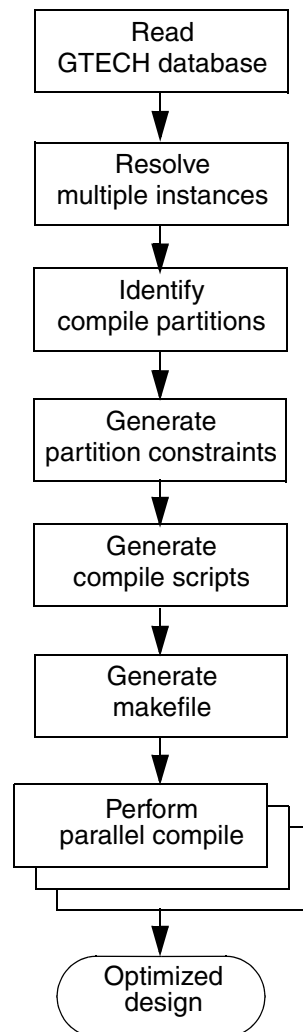 Read
GTECH database
Resolve
multiple instances
Identify
compile partitions
Generate
partition constraints
Generate
compile scripts
Generate
makefile
Perform
parallel compile
Optimized
design